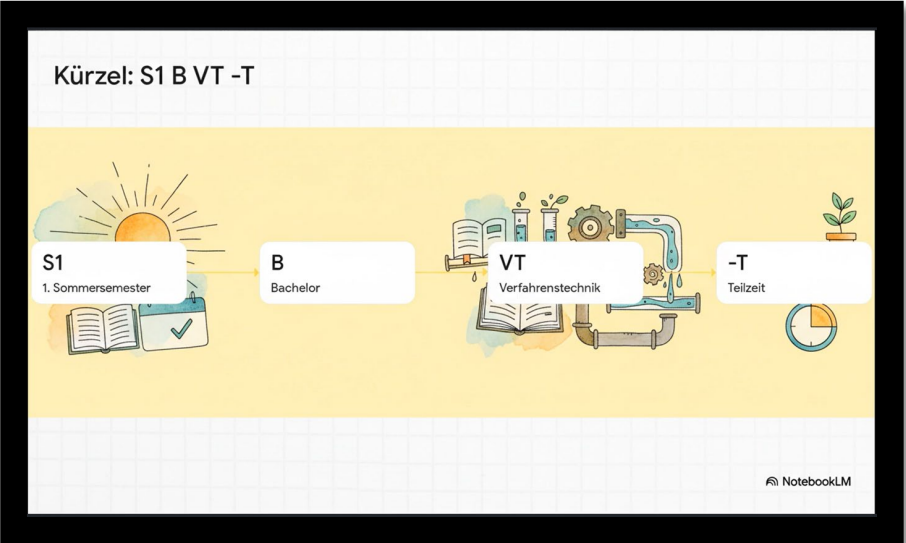 Kürzel: S1 B VT -T
S1
1. Sommersemester
B
Bachelor
VT
Verfahrenstechnik
-T
Teilzeit
NotebookLM